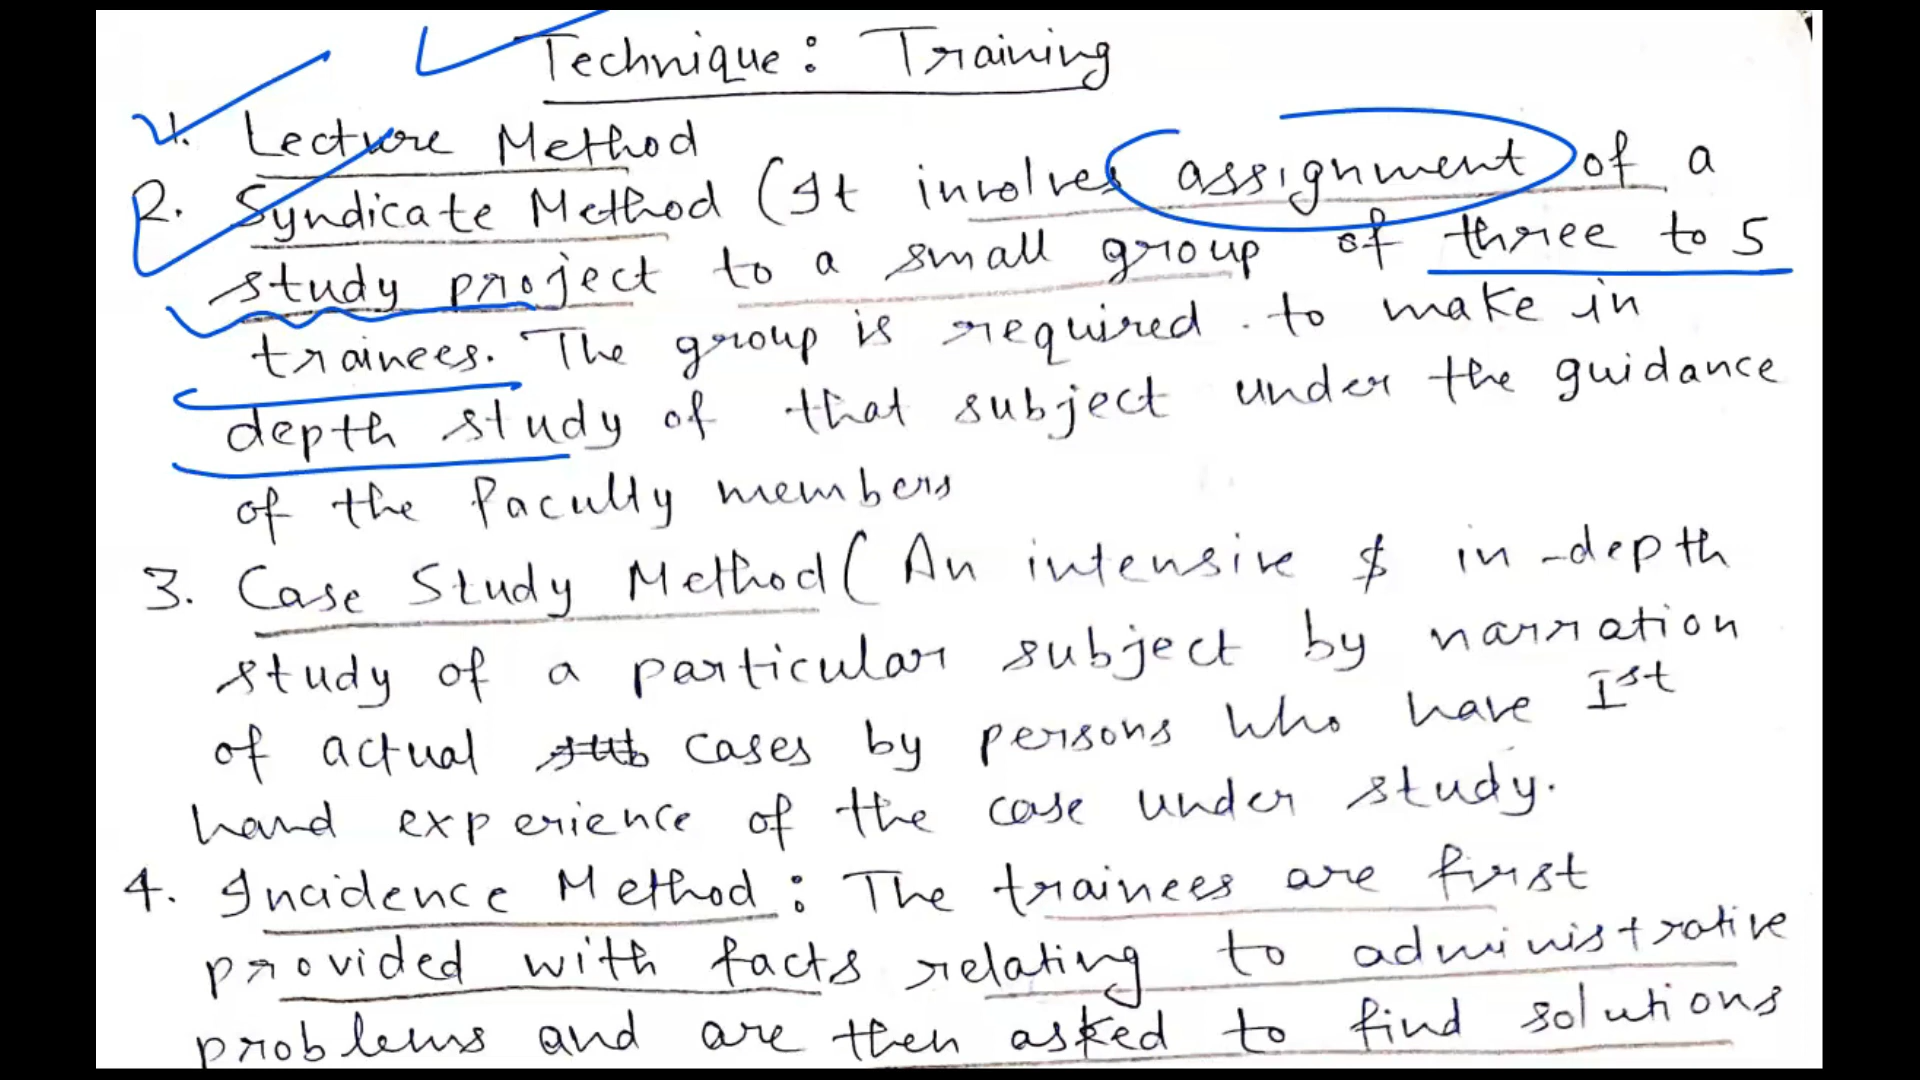 Technique: Training
1. Lecture Method
2. Syndicate Method (It involves assignment of a
study project to a small group of three to 5
trainees. The group is required to make in
depth study of that subject under the guidance
of the faculty members
3. Case Study Method (An intensive & in-depth
study of a particular subject by narration
of actual sub cases by persons who have Ist
hand experience of the case under study.
4. Incidence Method: The trainees are first
provided with facts relating to administrative
problems and are then asked to find solutions